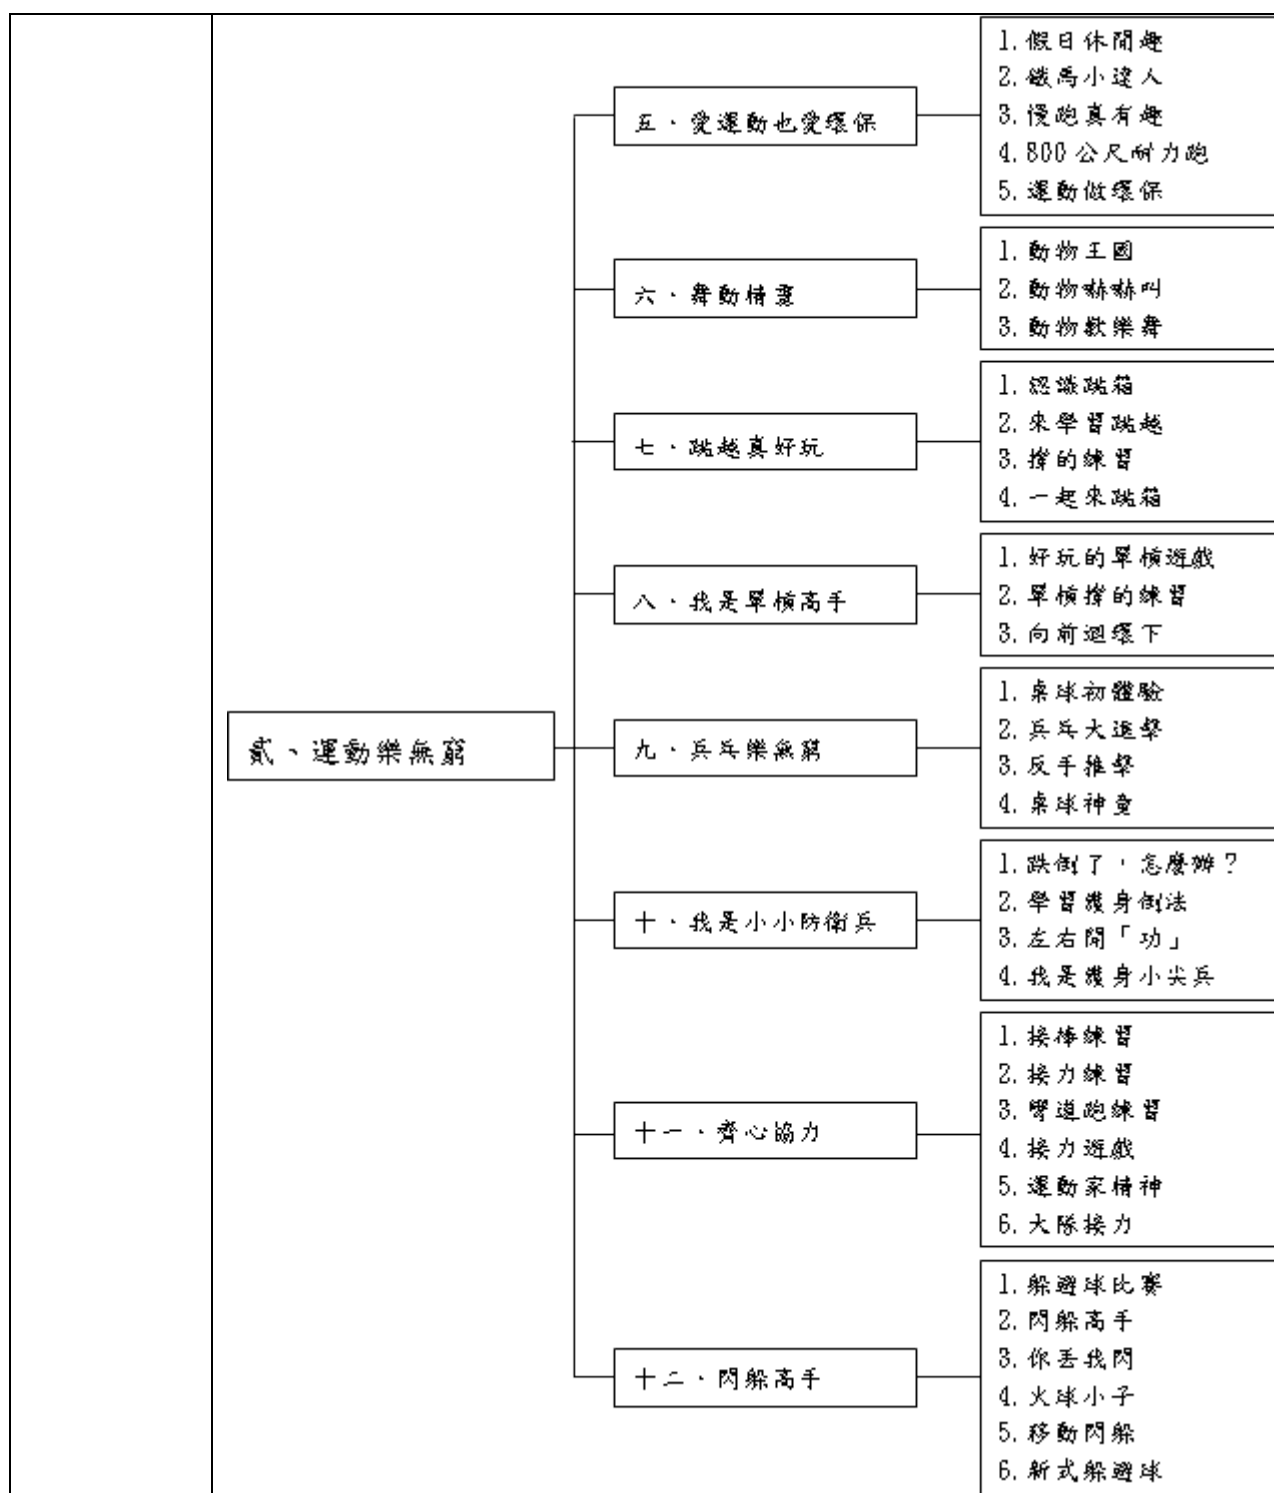 貳、運動樂無窮
五、愛運動也愛環保
1.假日休閒趣
2.鐵馬小達人
3.慢跑真有趣
4.800公尺耐力跑
5.運動做環保
六、舞動精靈
1.動物王國
2.動物嚇嚇叫
3.動物歡樂舞
七、跳越真好玩
1.認識跳箱
2.來學習跳越
3.撐的練習
4.一起來跳箱
八、我是單槓高手
1.好玩的單槓遊戲
2.單槓撐的練習
3.向前迴環下
九、乒乓樂無窮
1.桌球初體驗
2.乒乓大進擊
3.反手推擊
4.桌球神童
十、我是小小防衛兵
1.跌倒了，怎麼辦？
2.學習護身倒法
3.左右開「功」
4.我是護身小尖兵
十一、齊心協力
1.接棒練習
2.接力練習
3.彎道跑練習
4.接力遊戲
5.運動家精神
6.大隊接力
十二、閃躲高手
1.躲避球比賽
2.閃躲高手
3.你丟我閃
4.火球小子
5.移動閃躲
6.新式躲避球